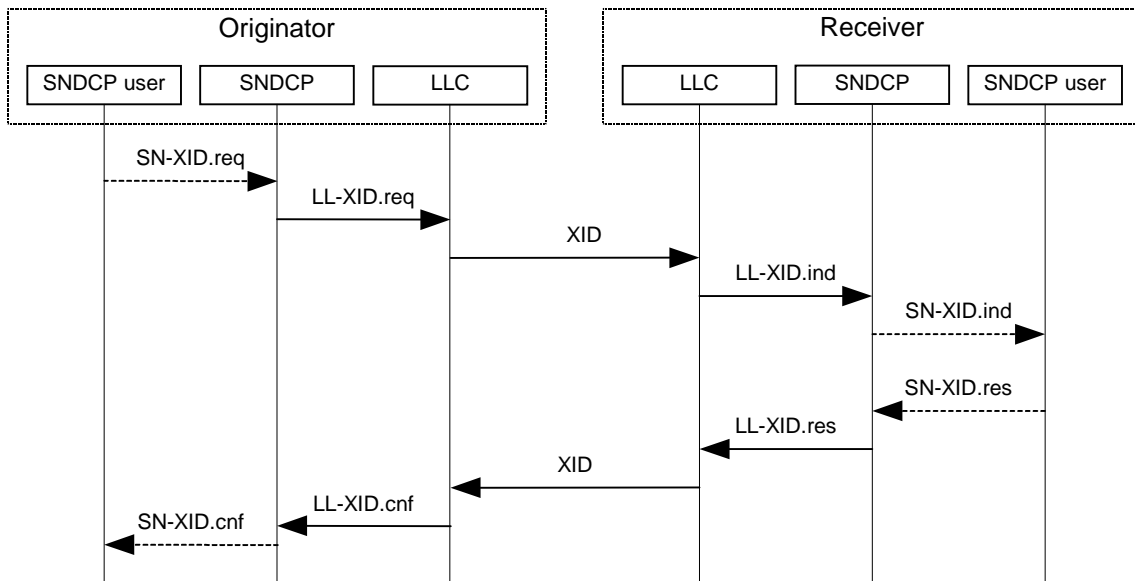 Originator
Receiver
SNDCP user
SNDCP
LLC
LLC
SNDCP
SNDCP user
SN-XID.req
LL-XID.req
XID
LL-XID.ind
SN-XID.ind
SN-XID.res
LL-XID.res
XID
LL-XID.cnf
SN-XID.cnf